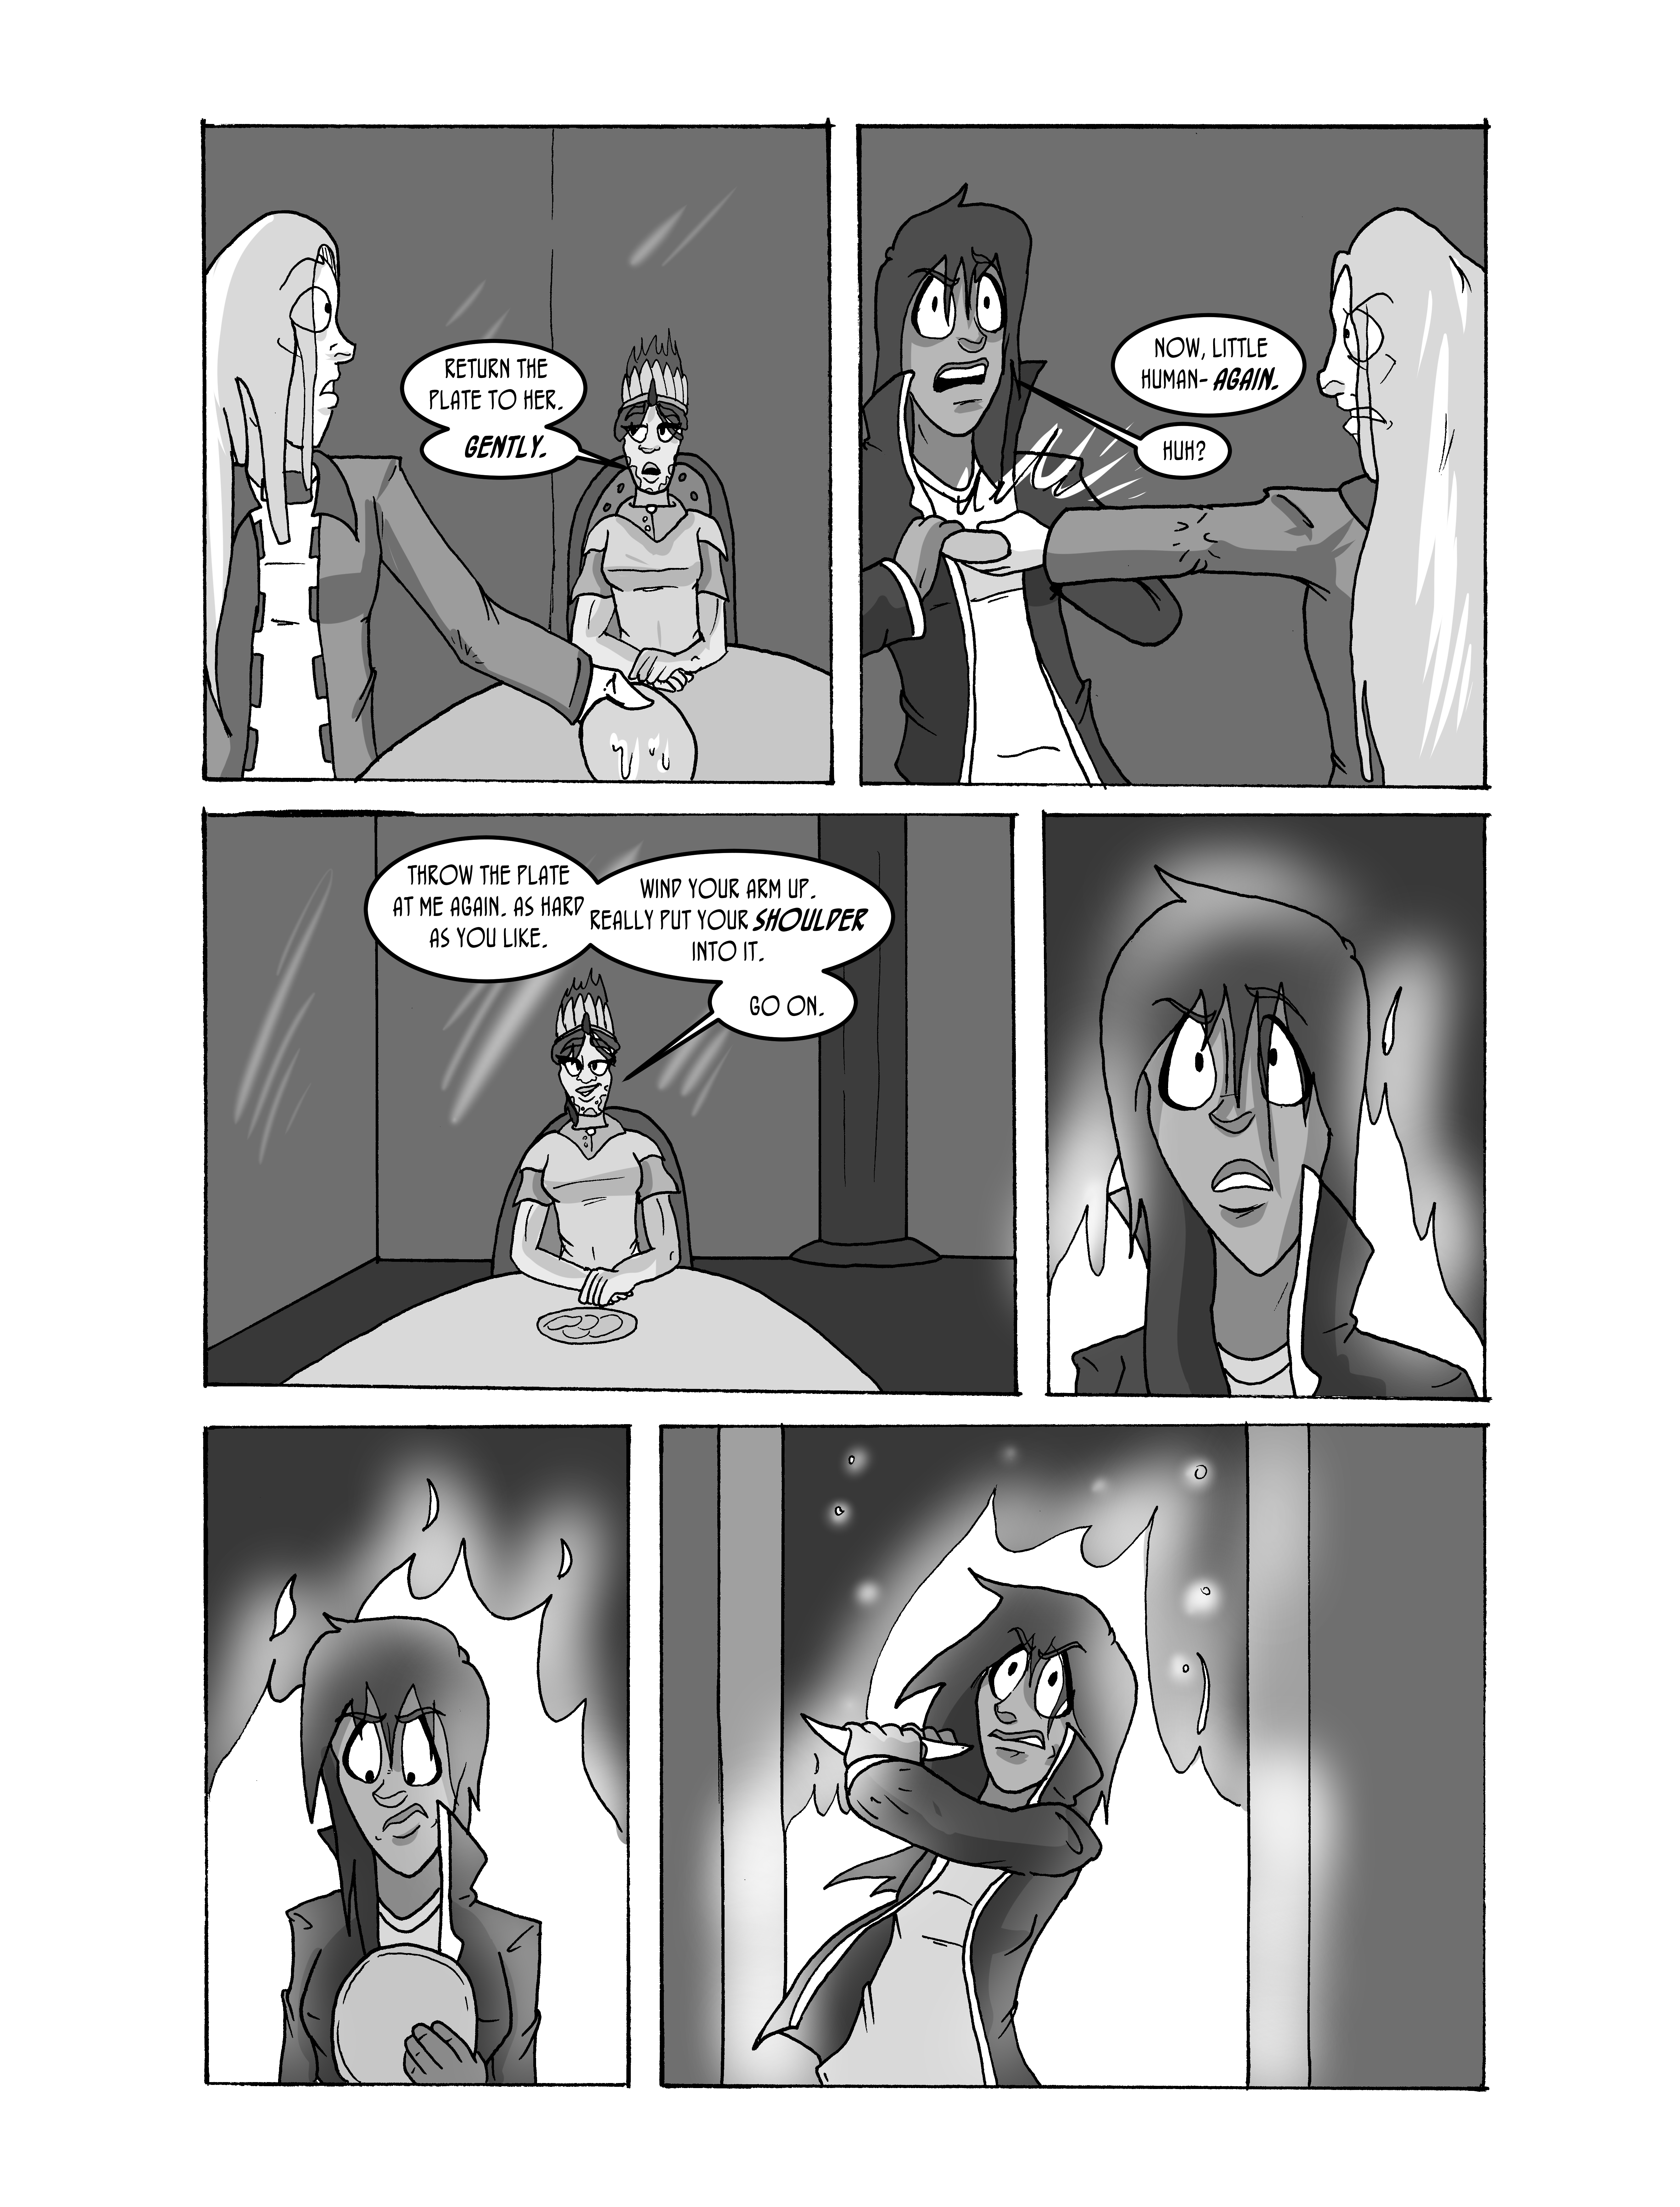 RETURN THE
PLATE TO HER.
GENTLY.
NOW, LITTLE
HUMAN- AGAIN.
HUH?
THROW THE PLATE
AT ME AGAIN. AS HARD
AS YOU LIKE.
WIND YOUR ARM UP.
REALLY PUT YOUR SHOULDER
INTO IT.
GO ON.